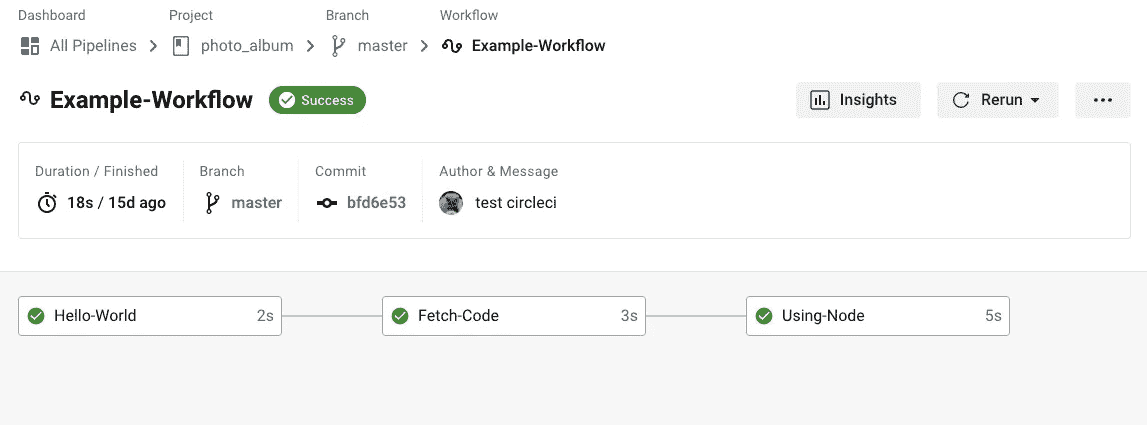 Dashboard Project Branch Workflow
All Pipelines photo_album master Example-Workflow
Example-Workflow Success Insights Rerun
Duration / Finished Branch Commit Author & Message
18s / 15d ago master bfd6e53 test circleci
Hello-World 2s Fetch-Code 3s Using-Node 5s